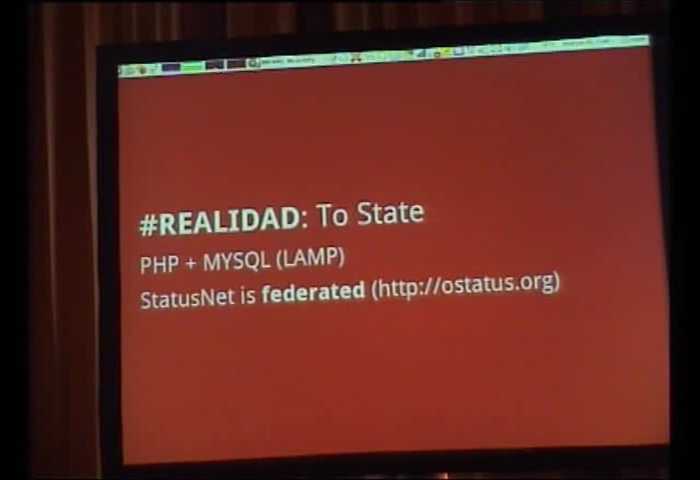 #REALIDAD: To State
PHP + MYSQL (LAMP)
StatusNet is federated (http://ostatus.org)